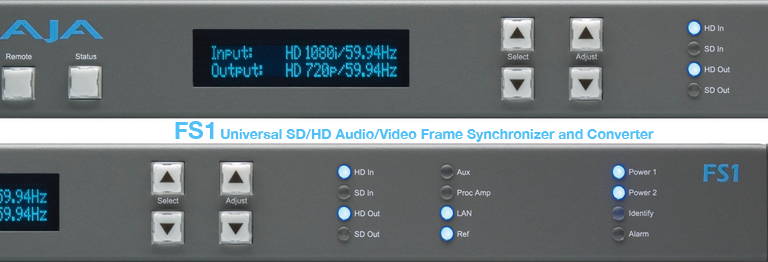 AJA
Remote
Status
Input: HD 1080i/59.94Hz
Output: HD 720p/59.94Hz
Select
Adjust
HD In
SD In
HD Out
SD Out
FS1 Universal SD/HD Audio/Video Frame Synchronizer and Converter
59.94Hz
59.94Hz
Select
Adjust
HD In
SD In
HD Out
SD Out
Aux
Proc Amp
LAN
Ref
Power 1
Power 2
Identify
Alarm
FS1